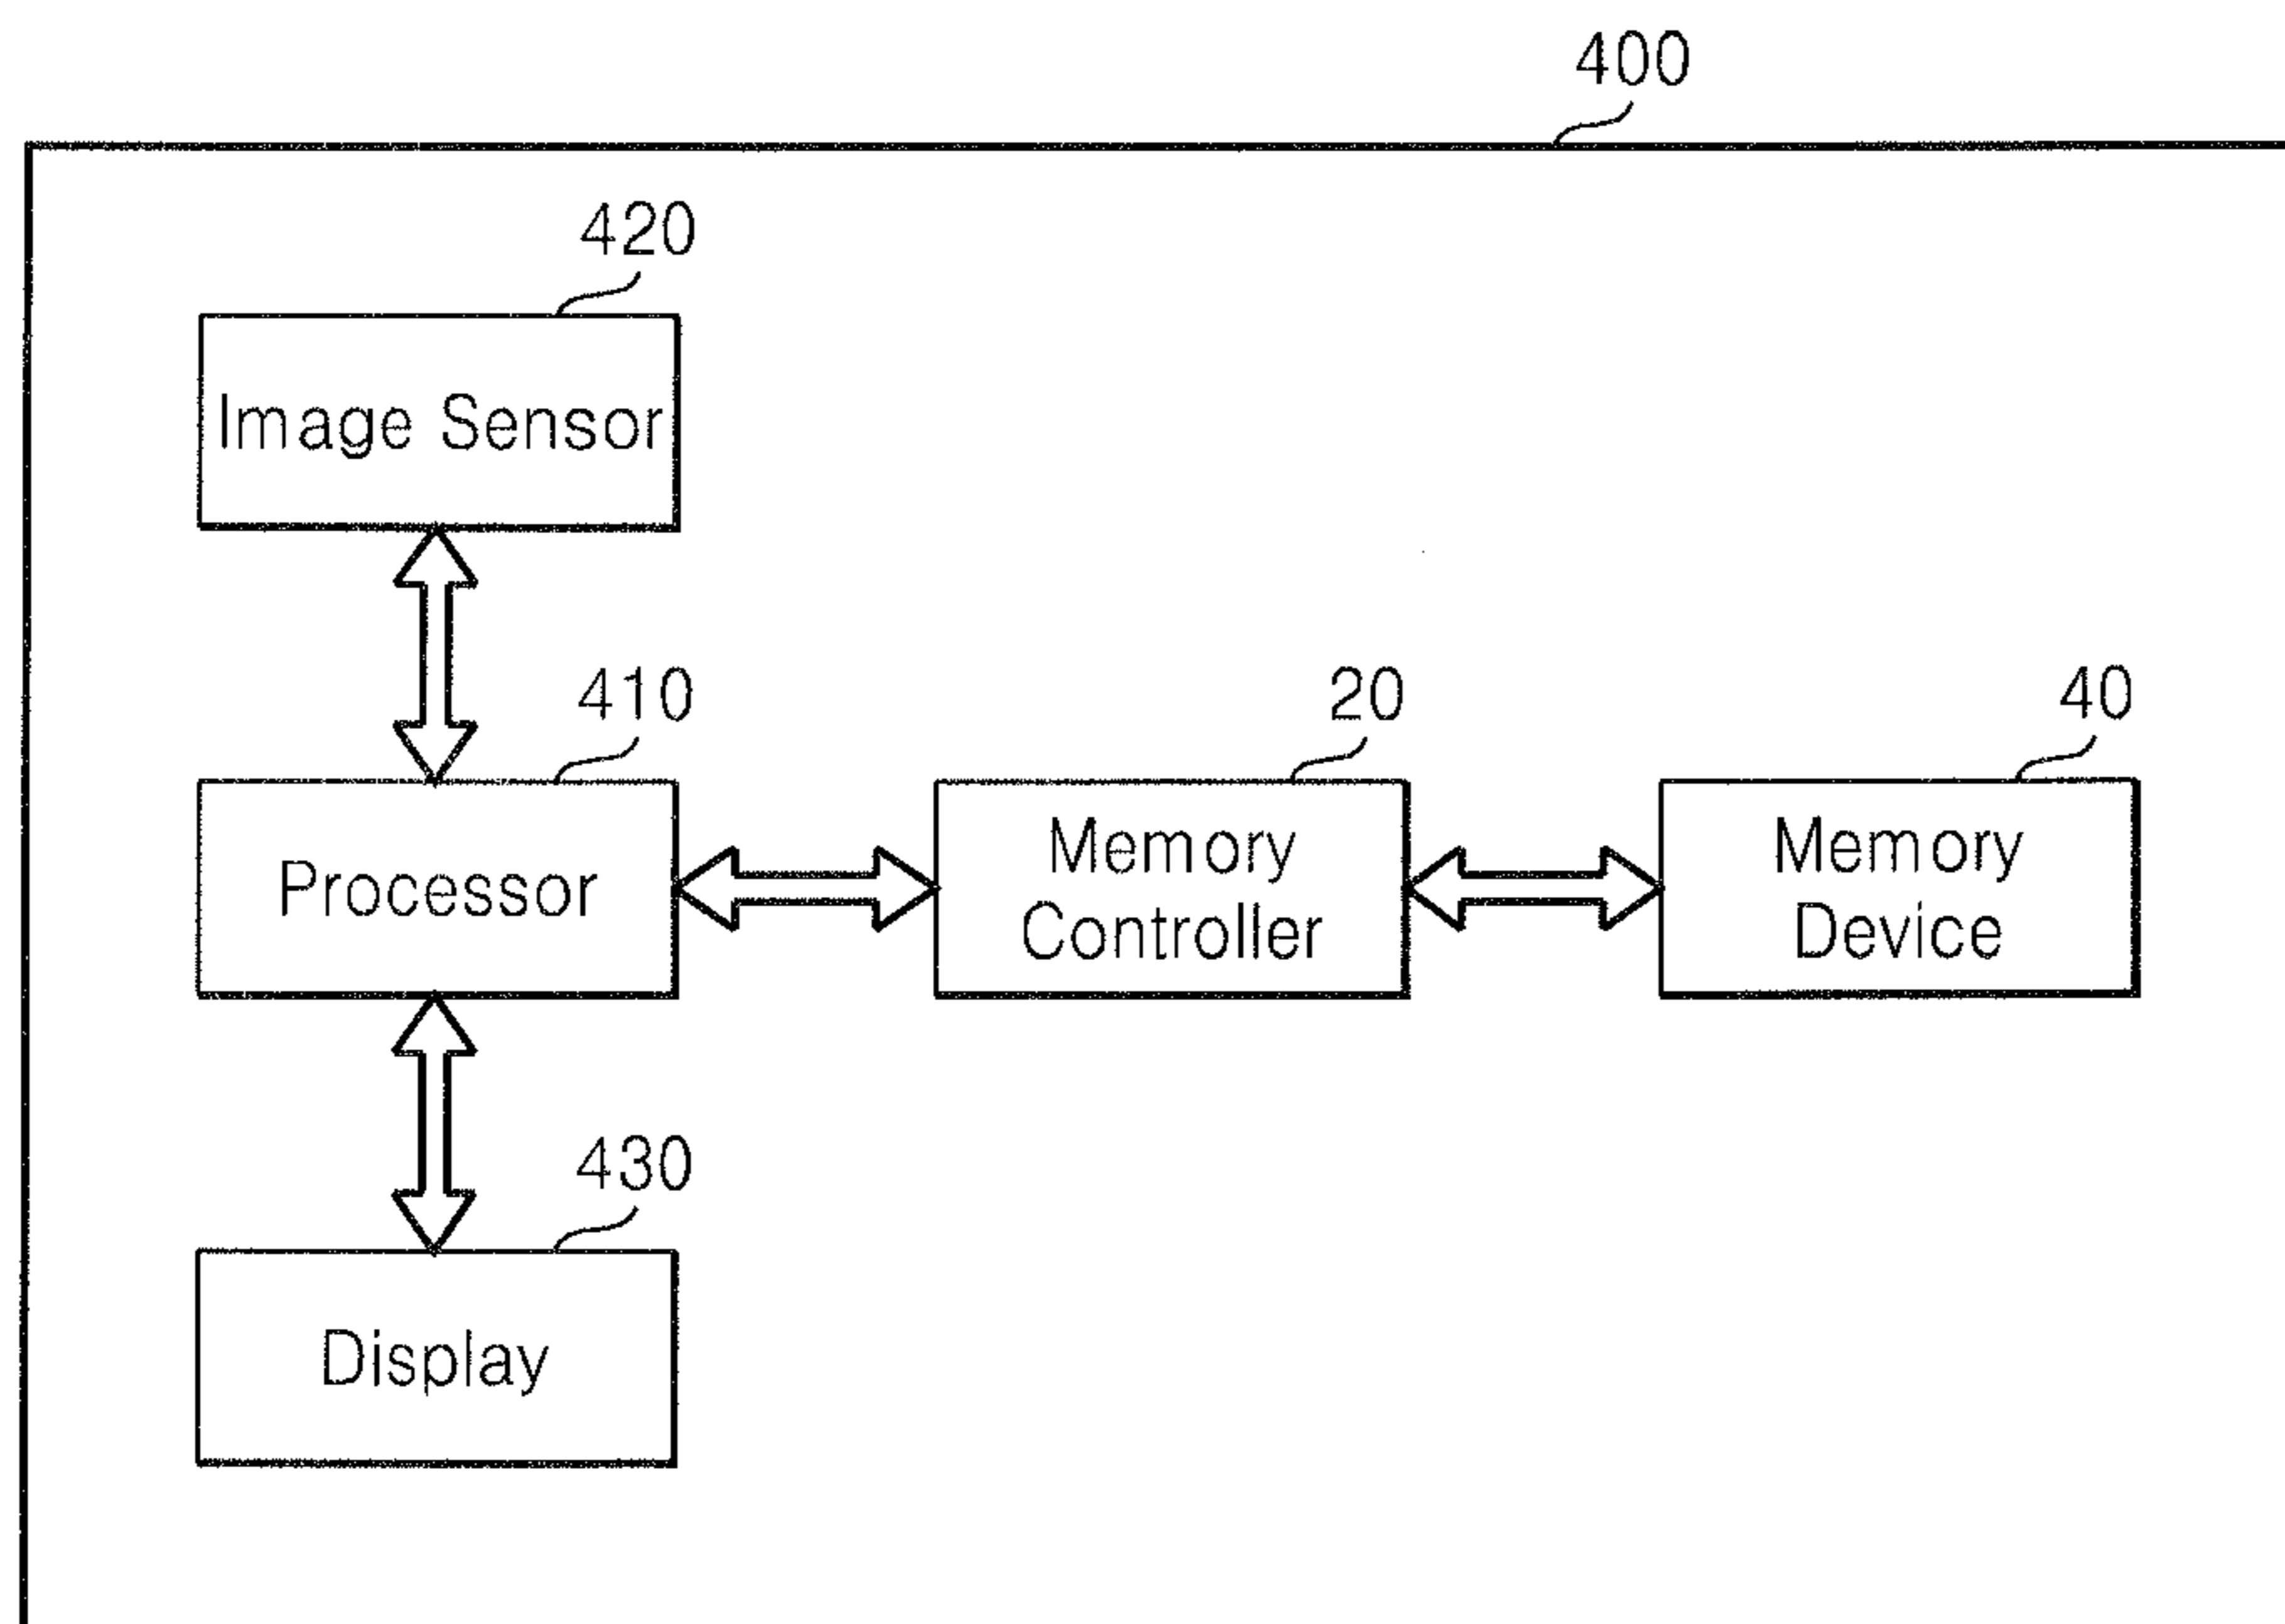 400
420
Image Sensor
410
20
40
Processor
Memory
Controller
Memory
Device
430
Display